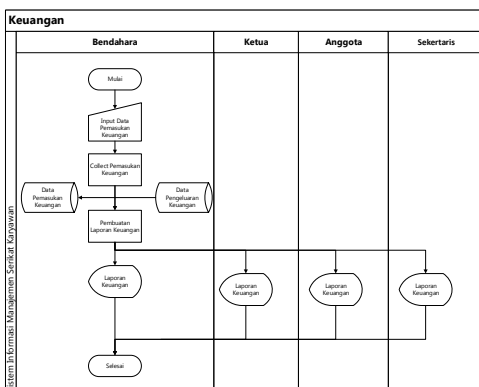 Keuangan
Bendahara
Ketua
Anggota
Sekertaris
Mulai
Input Data
Pemasukan
Keuangan
Collect Pemasukan
Keuangan
Data
Pemasukan
Keuangan
Data
Pengeluaran
Keuangan
Pembuatan
Laporan Keuangan
Laporan
Keuangan
Laporan
Keuangan
Laporan
Keuangan
Laporan
Keuangan
Selesai
istem Informasi Manajemen Serikat Karyawan